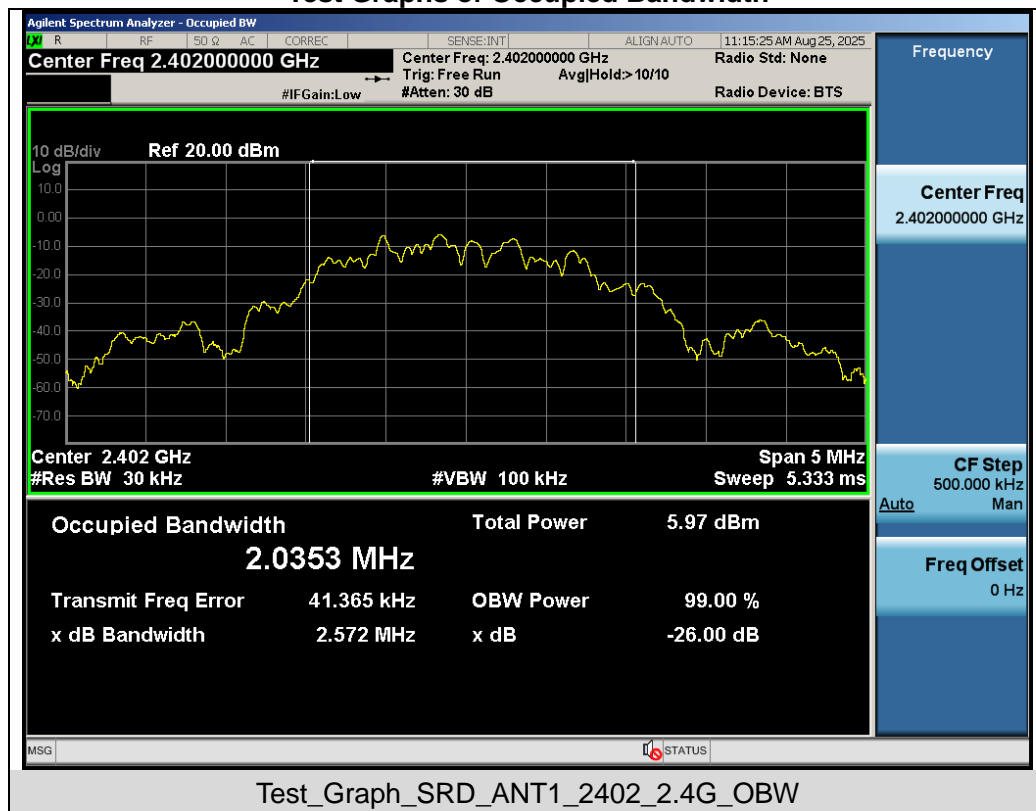 Test Graphs of Occupied Bandwidth
Agilent Spectrum Analyzer - Occupied BW
LXI R RF 50 Ω AC CORREC SENSE:INT ALIGN AUTO 11:15:25 AM Aug 25, 2025
Center Freq 2.402000000 GHz
Center Freq: 2.402000000 GHz Radio Std: None
Trig: Free Run Avg|Hold:> 10/10
#IFGain:Low #Atten: 30 dB Radio Device: BTS
10 dB/div Ref 20.00 dBm
Log
10.0
0.00
-10.0
-20.0
-30.0
-40.0
-50.0
-60.0
-70.0
Center 2.402 GHz Span 5 MHz
#Res BW 30 kHz #VBW 100 kHz Sweep 5.333 ms
Occupied Bandwidth Total Power 5.97 dBm
2.0353 MHz
Transmit Freq Error 41.365 kHz OBW Power 99.00 %
x dB Bandwidth 2.572 MHz x dB -26.00 dB
Frequency
Center Freq
2.402000000 GHz
CF Step
500.000 kHz
Auto Man
Freq Offset
0 Hz
MSG STATUS
Test_Graph_SRD_ANT1_2402_2.4G_OBW